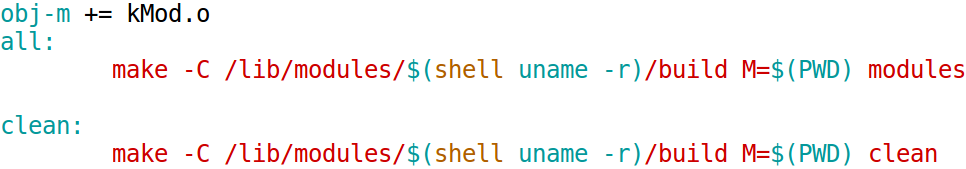 obj-m += kMod.o
all:
        make -C /lib/modules/$(shell uname -r)/build M=$(PWD) modules
clean:
        make -C /lib/modules/$(shell uname -r)/build M=$(PWD) clean